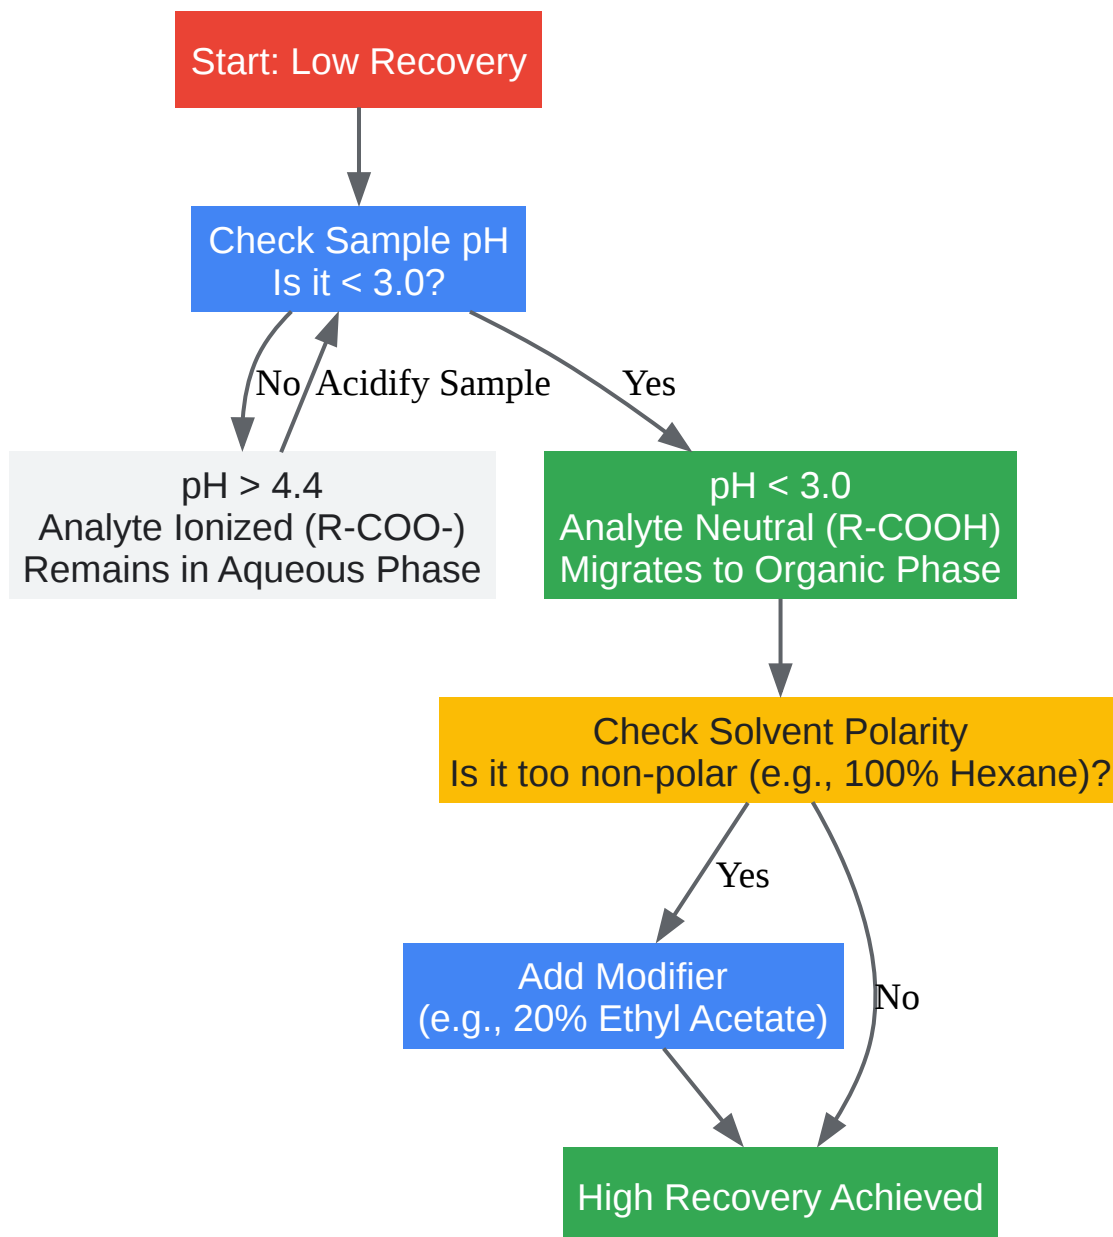 Start: Low Recovery
Check Sample pH
Is it < 3.0?
No
Acidify Sample
Yes
pH > 4.4
Analyte Ionized (R-COO-)
Remains in Aqueous Phase
pH < 3.0
Analyte Neutral (R-COOH)
Migrates to Organic Phase
Check Solvent Polarity
Is it too non-polar (e.g., 100% Hexane)?
Yes
Add Modifier
(e.g., 20% Ethyl Acetate)
No
High Recovery Achieved